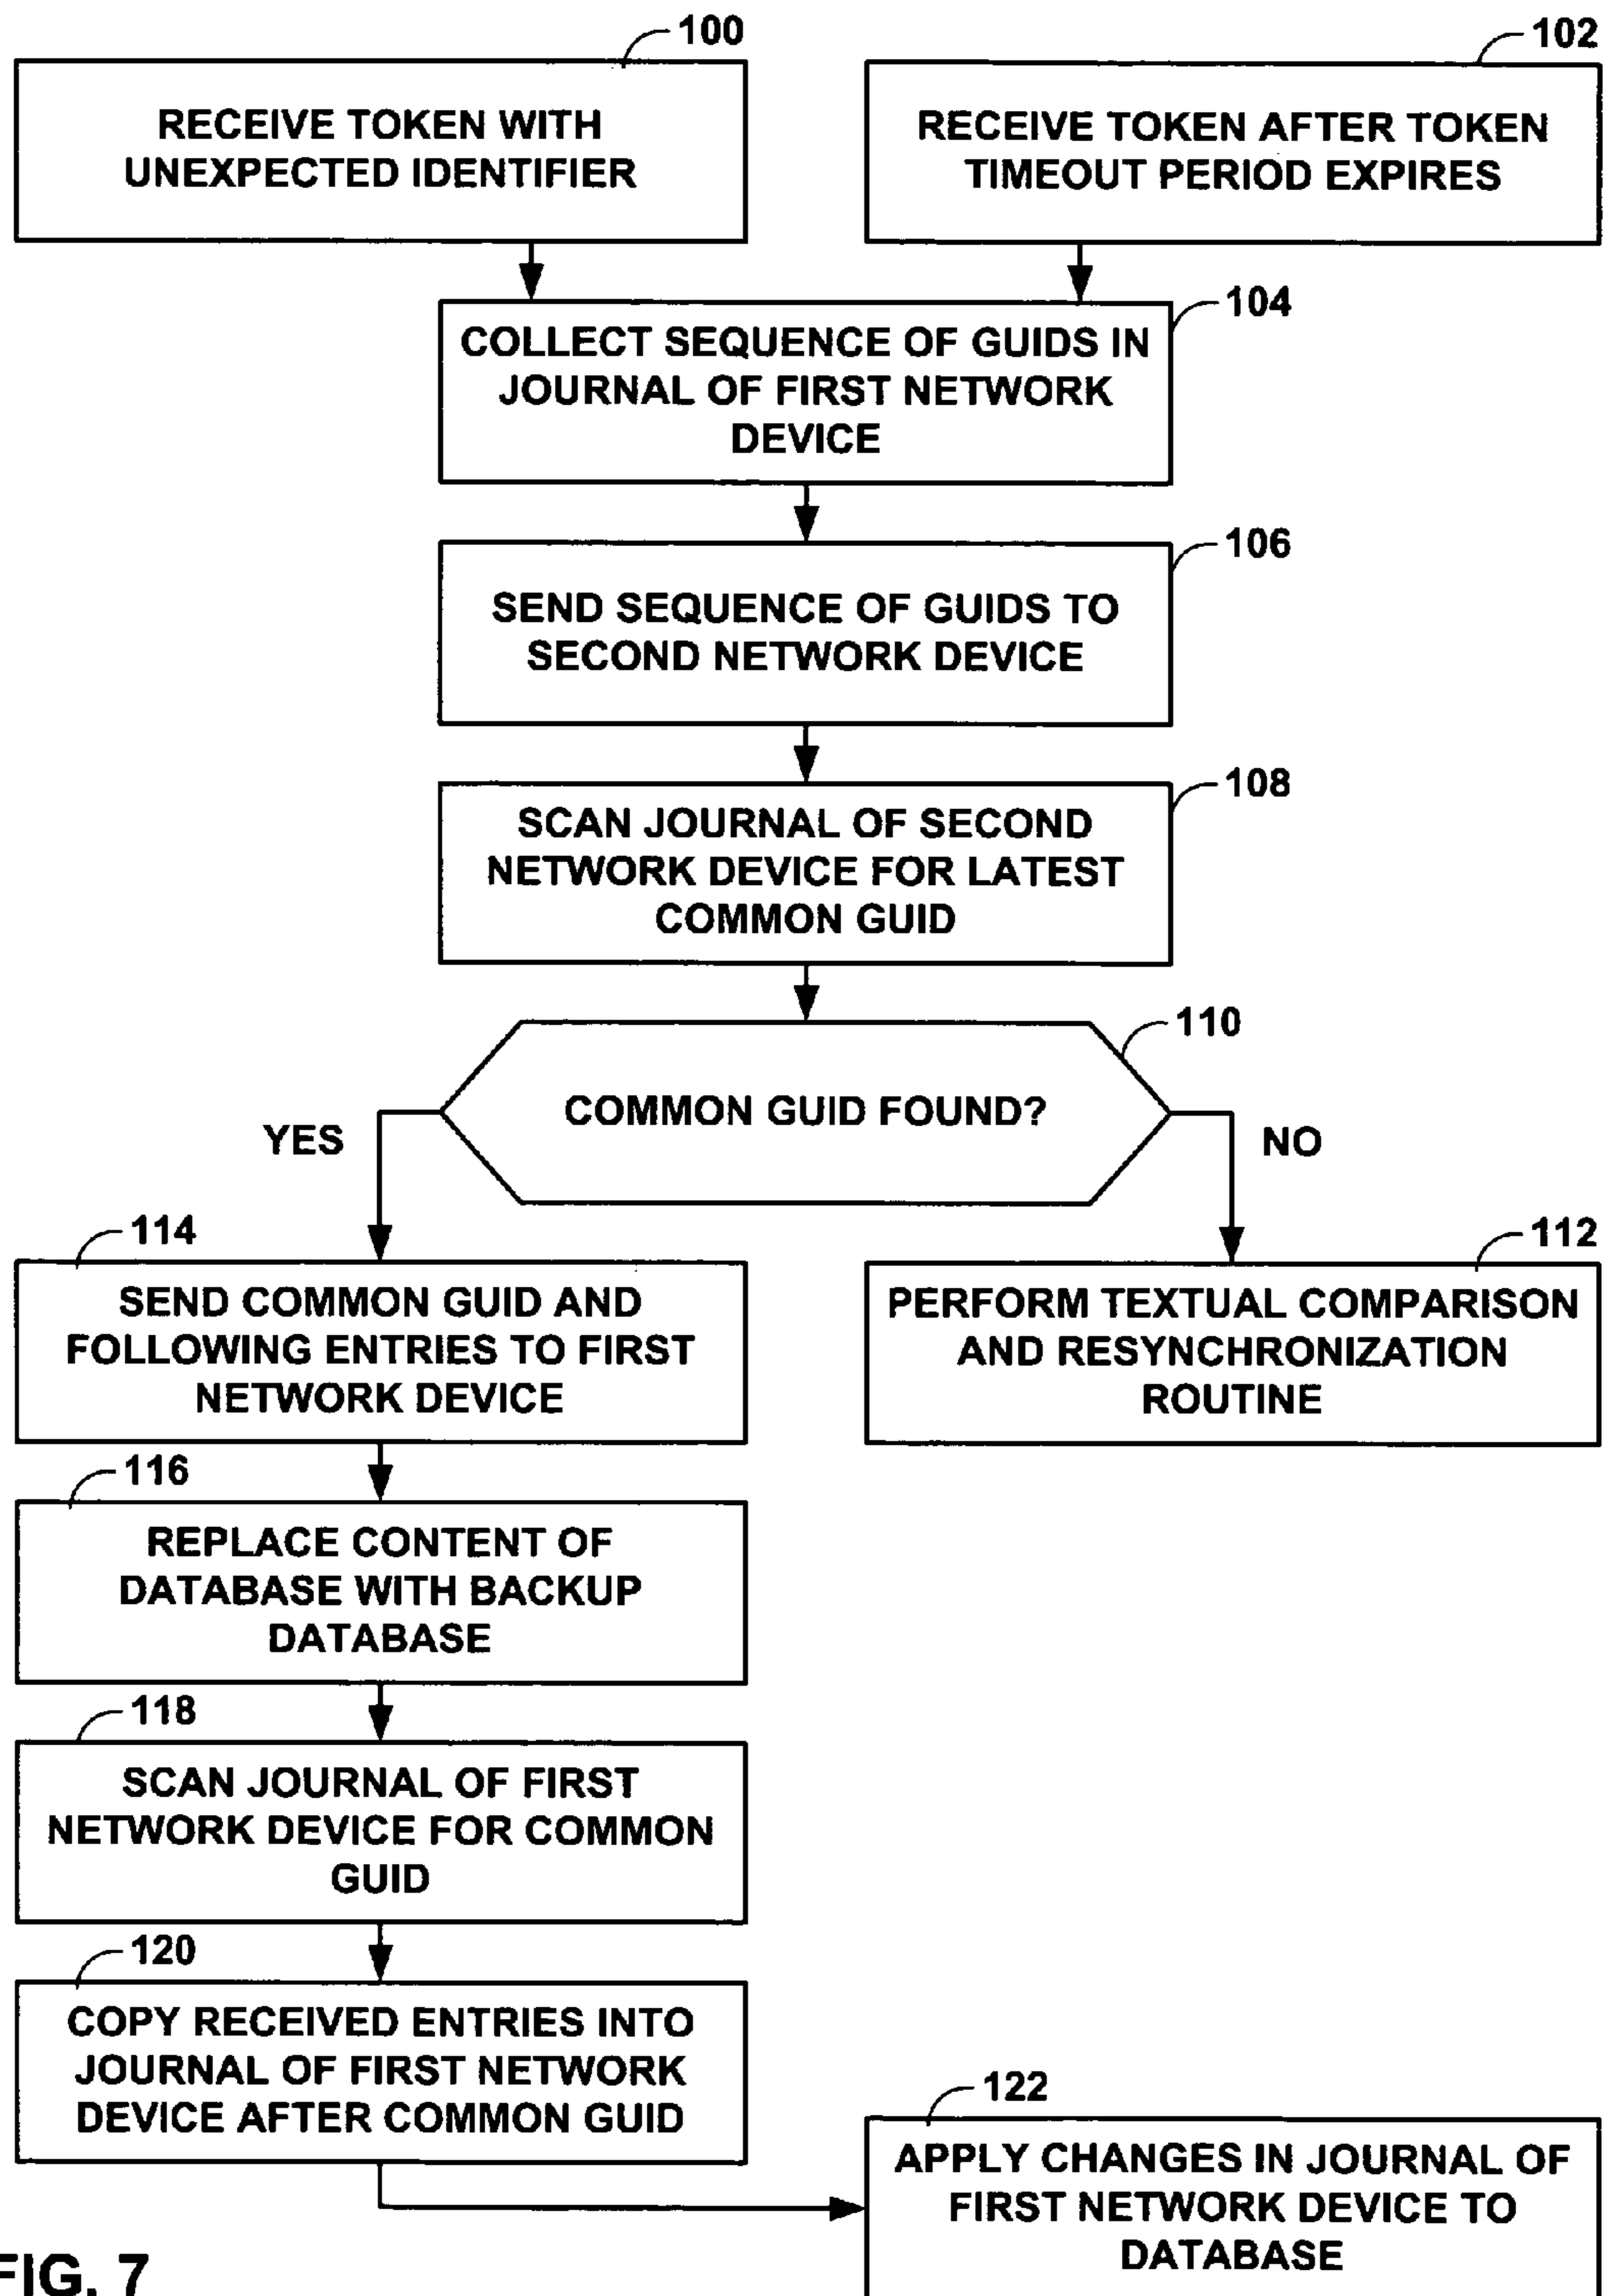 100
RECEIVE TOKEN WITH
UNEXPECTED IDENTIFIER
102
RECEIVE TOKEN AFTER TOKEN
TIMEOUT PERIOD EXPIRES
104
COLLECT SEQUENCE OF GUIDS IN
JOURNAL OF FIRST NETWORK
DEVICE
106
SEND SEQUENCE OF GUIDS TO
SECOND NETWORK DEVICE
108
SCAN JOURNAL OF SECOND
NETWORK DEVICE FOR LATEST
COMMON GUID
110
COMMON GUID FOUND?
YES
NO
114
SEND COMMON GUID AND
FOLLOWING ENTRIES TO FIRST
NETWORK DEVICE
112
PERFORM TEXTUAL COMPARISON
AND RESYNCHRONIZATION
ROUTINE
116
REPLACE CONTENT OF
DATABASE WITH BACKUP
DATABASE
118
SCAN JOURNAL OF FIRST
NETWORK DEVICE FOR COMMON
GUID
120
COPY RECEIVED ENTRIES INTO
JOURNAL OF FIRST NETWORK
DEVICE AFTER COMMON GUID
122
APPLY CHANGES IN JOURNAL OF
FIRST NETWORK DEVICE TO
DATABASE
FIG. 7